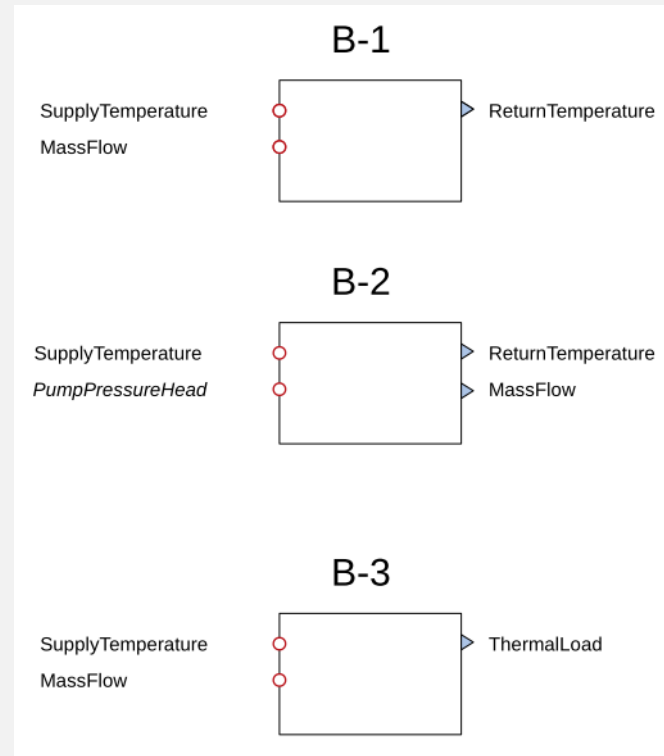 B-1
SupplyTemperature
ReturnTemperature
MassFlow
B-2
SupplyTemperature
ReturnTemperature
PumpPressureHead
MassFlow
B-3
SupplyTemperature
ThermalLoad
MassFlow